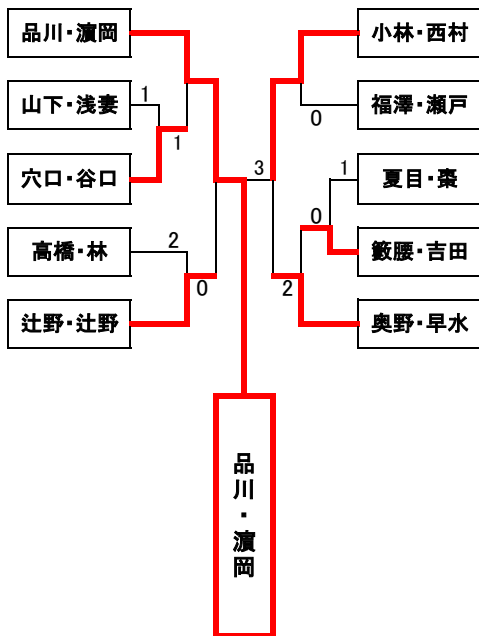 品川・濵岡
山下・浅妻
穴口・谷口
高橋・林
辻野・辻野
1
1
2
0
3
小林・西村
福澤・瀬戸
夏目・棗
籔腰・吉田
奥野・早水
0
1
0
2
品川・濵岡